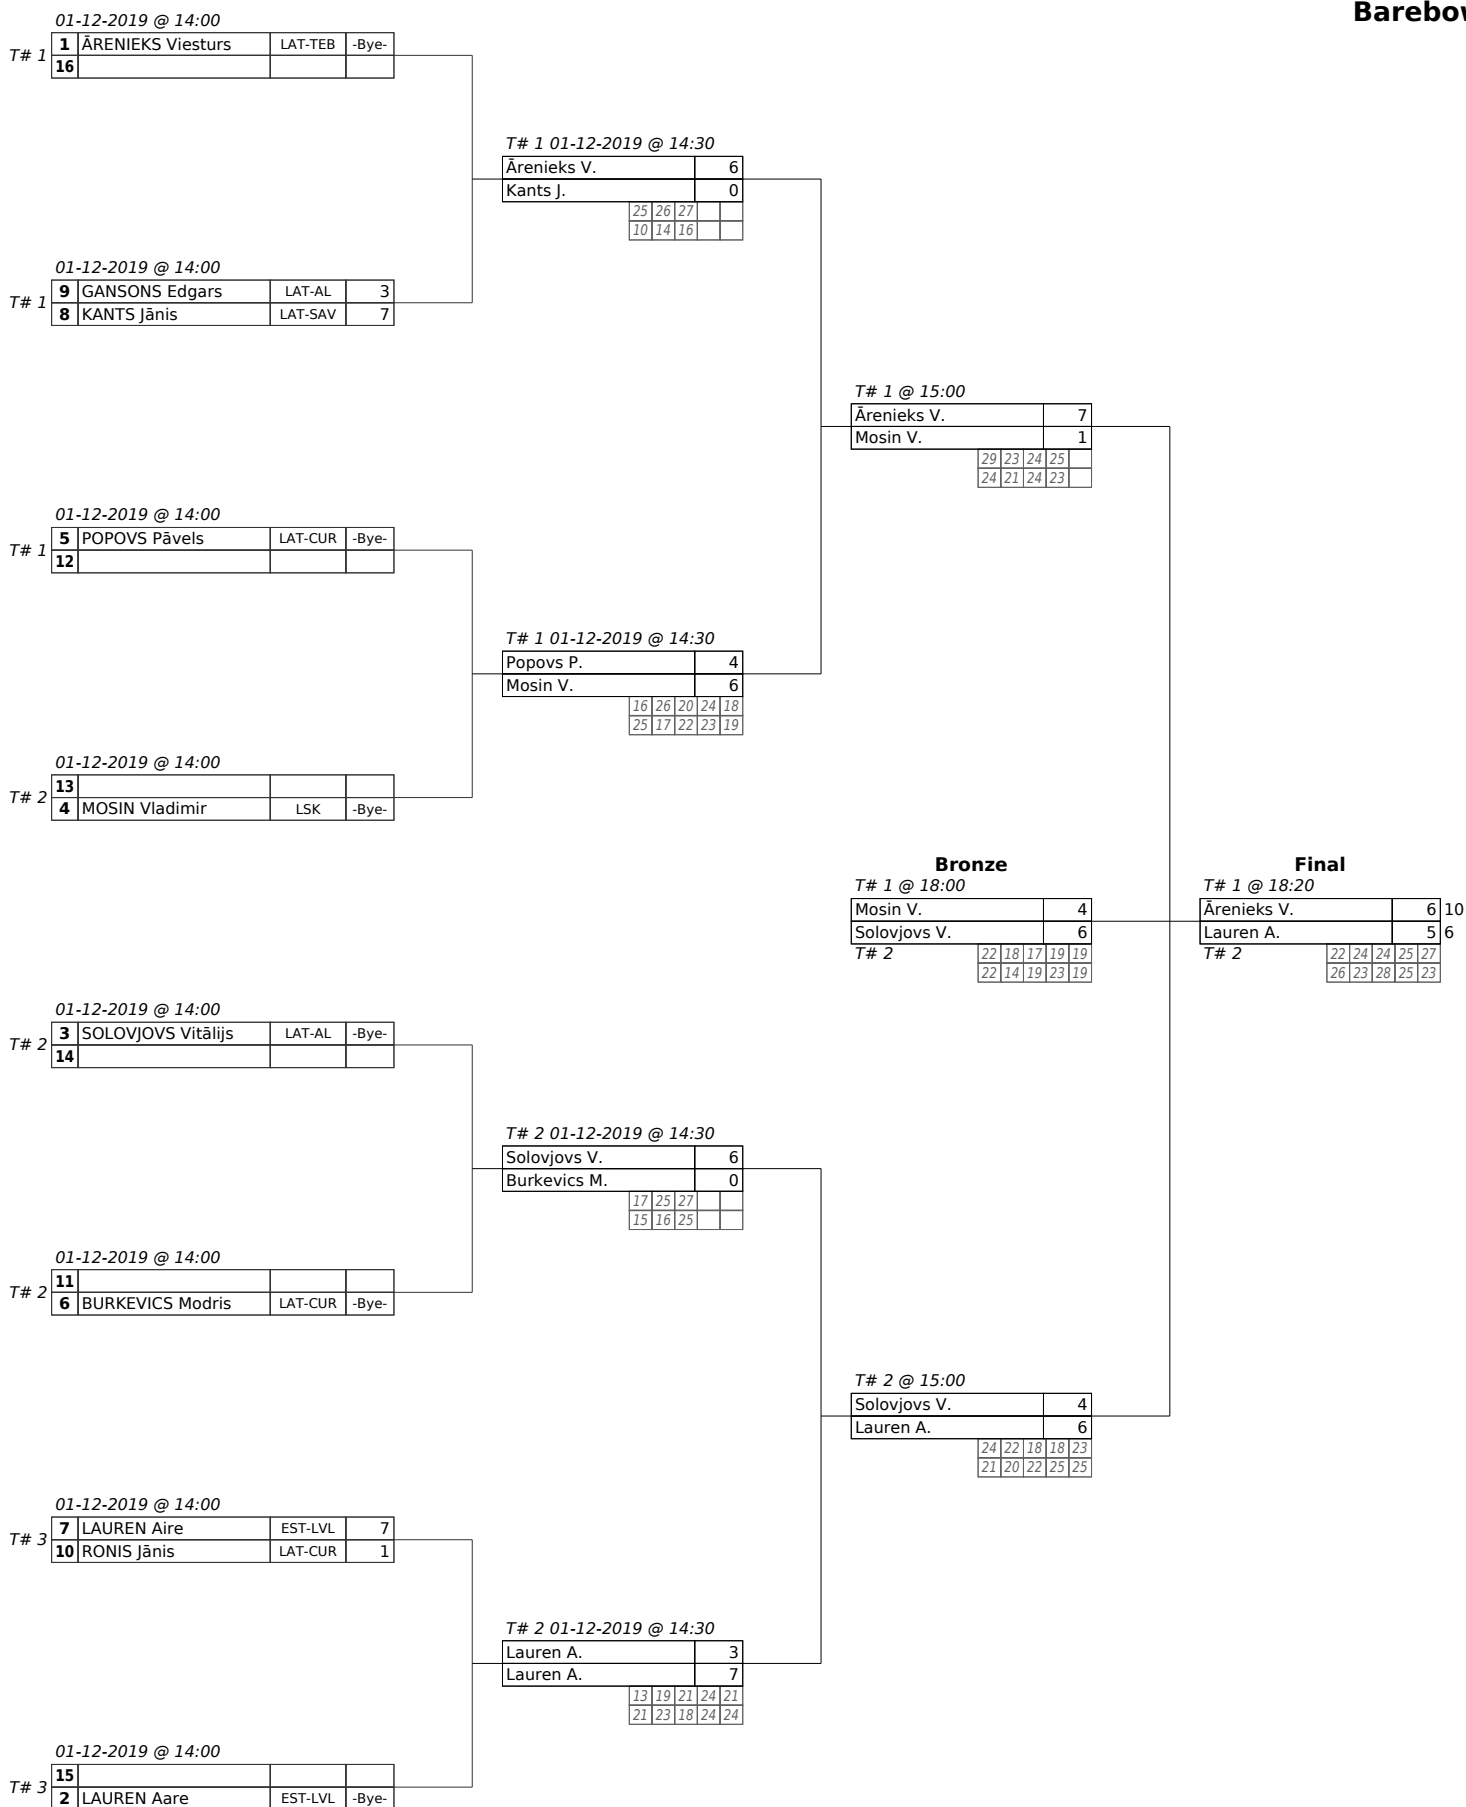 Barebow
01-12-2019 @ 14:00
T# 1 1 ĀRENIEKS Viesturs LAT-TEB -Bye-
16
T# 1 01-12-2019 @ 14:30
Ārenieks V. 6
Kants J. 0
25 26 27
10 14 16
01-12-2019 @ 14:00
T# 1 9 GANSONS Edgars LAT-AL 3
8 KANTS Jānis LAT-SAV 7
T# 1 @ 15:00
Ārenieks V. 7
Mosin V. 1
29 23 24 25
24 21 24 23
01-12-2019 @ 14:00
T# 1 5 POPOVS Pāvels LAT-CUR -Bye-
12
T# 1 01-12-2019 @ 14:30
Popovs P. 4
Mosin V. 6
16 26 20 24 18
25 17 22 23 19
01-12-2019 @ 14:00
13
T# 2 4 MOSIN Vladimir LSK -Bye-
Bronze
T# 1 @ 18:00
Mosin V. 4
Solovjovs V. 6
T# 2 22 18 17 19 19
22 14 19 23 19
Final
T# 1 @ 18:20
Ārenieks V. 6 10
Lauren A. 5 6
T# 2 22 24 24 25 27
26 23 28 25 23
01-12-2019 @ 14:00
T# 2 3 SOLOVJOVS Vitālijs LAT-AL -Bye-
14
T# 2 01-12-2019 @ 14:30
Solovjovs V. 6
Burkevics M. 0
17 25 27
15 16 25
01-12-2019 @ 14:00
11
T# 2 6 BURKEVICS Modris LAT-CUR -Bye-
T# 2 @ 15:00
Solovjovs V. 4
Lauren A. 6
24 22 18 18 23
21 20 22 25 25
01-12-2019 @ 14:00
T# 3 7 LAUREN Aire EST-LVL 7
10 RONIS Jānis LAT-CUR 1
T# 2 01-12-2019 @ 14:30
Lauren A. 3
Lauren A. 7
13 19 21 24 21
21 23 18 24 24
01-12-2019 @ 14:00
15
T# 3 2 LAUREN Aare EST-LVL -Bye-